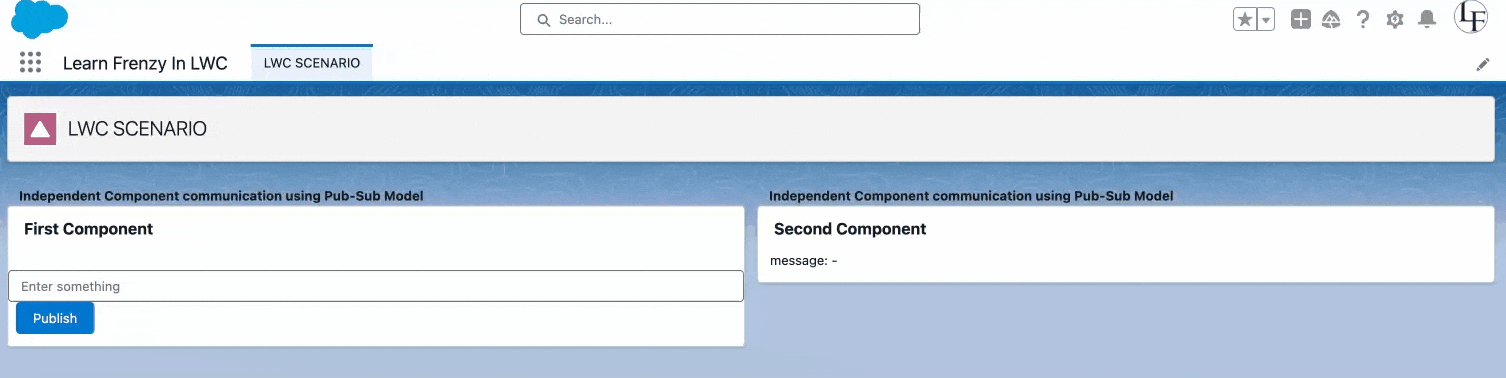 Search...
LF
Learn Frenzy In LWC
LWC SCENARIO
LWC SCENARIO
Independent Component communication using Pub-Sub Model
First Component
Enter something
Publish
Independent Component communication using Pub-Sub Model
Second Component
message: -